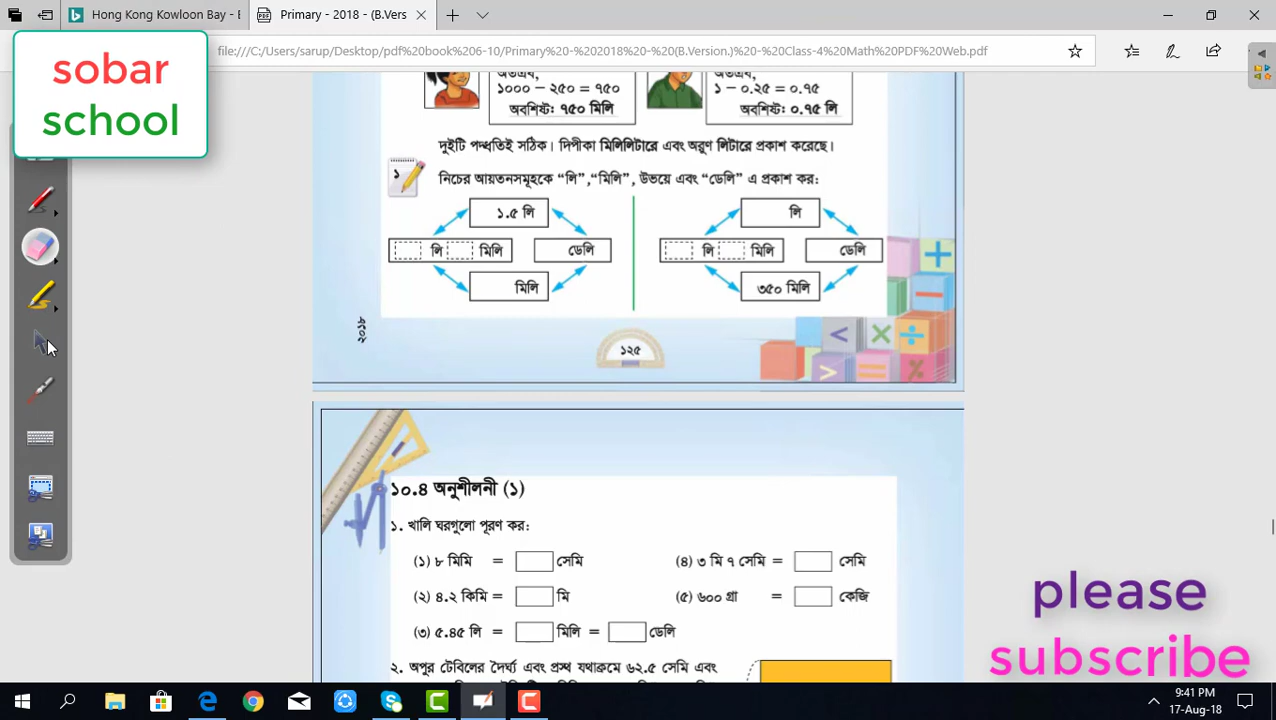 Hong Kong Kowloon Bay - I
Primary - 2018 - (B.Vers
file:///C:/Users/sarup/Desktop/pdf%20book%206-10/Primary%20-%202018%20-%20(B.Version.)%20-%20Class-4%20Math%20PDF%20Web.pdf
sobar
school
অতএব,
১০০০ – ২৫০ = ৭৫০
অবশিষ্ট: ৭৫০ মিলি
অতএব,
১ – ০.২৫ = ০.৭৫
অবশিষ্ট: ০.৭৫ লি
দুইটি পদ্ধতিই সঠিক। দিপীকা মিলিলিটারে এবং অরুণ লিটারে প্রকাশ করেছে।
১
নিচের আয়তনসমূহকে “লি”,“মিলি”, উভয়ে এবং “ডেলি” এ প্রকাশ কর:
১.৫ লি
লি
লি মিলি
ডেলি
লি মিলি
ডেলি
মিলি
৩৫০ মিলি
২০১৮
১২৫
১০.৪ অনুশীলনী (১)
১. খালি ঘরগুলো পূরণ কর:
(১) ৮ মিমি = সেমি
(৪) ৩ মি ৭ সেমি = সেমি
(২) ৪.২ কিমি = মি
(৫) ৬০০ গ্রা = কেজি
(৩) ৫.৪৫ লি = মিলি = ডেলি
২. অপুর টেবিলের দৈর্ঘ্য এবং প্রস্থ যথাক্রমে ৬২.৫ সেমি এবং
please
subscribe
9:41 PM
17-Aug-18